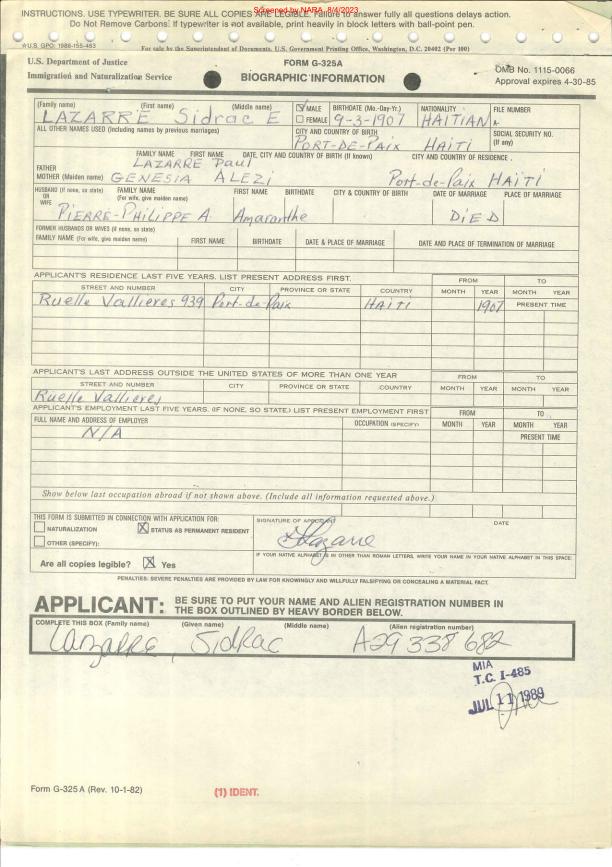 Screened by NARA, 8/4/2023
INSTRUCTIONS. USE TYPEWRITER. BE SURE ALL COPIES ARE LEGIBLE. Failure to answer fully all questions delays action.
Do Not Remove Carbons: If typewriter is not available, print heavily in block letters with ball-point pen.
☆U.S. GPO: 1986-155-463
For sale by the Superintendent of Documents, U.S. Government Printing Office, Washington, D.C. 20402 (Per 100)
U.S. Department of Justice FORM G-325A OMB No. 1115-0066
Immigration and Naturalization Service BIOGRAPHIC INFORMATION Approval expires 4-30-85
(Family name) (First name) (Middle name) MALE BIRTHDATE (Mo.-Day-Yr.) NATIONALITY FILE NUMBER
LAZARRE Sidrac E FEMALE 9-3-1907 HAITIAN A-
ALL OTHER NAMES USED (Including names by previous marriages) CITY AND COUNTRY OF BIRTH SOCIAL SECURITY NO.
PORT-DE-PAIX HAITI (If any)
FAMILY NAME FIRST NAME DATE, CITY AND COUNTRY OF BIRTH (If known) CITY AND COUNTRY OF RESIDENCE
FATHER LAZARRE Paul
MOTHER (Maiden name) GENESIA ALEZI Port-de-Paix HAÏTI
HUSBAND (If none, so state) FAMILY NAME FIRST NAME BIRTHDATE CITY & COUNTRY OF BIRTH DATE OF MARRIAGE PLACE OF MARRIAGE
OR (For wife, give maiden name)
WIFE
PIERRE-PHILIPPE A. Amaranthe DIED
FORMER HUSBANDS OR WIVES (if none, so state)
FAMILY NAME (For wife, give maiden name) FIRST NAME BIRTHDATE DATE & PLACE OF MARRIAGE DATE AND PLACE OF TERMINATION OF MARRIAGE
APPLICANT'S RESIDENCE LAST FIVE YEARS. LIST PRESENT ADDRESS FIRST. FROM TO
STREET AND NUMBER CITY PROVINCE OR STATE COUNTRY MONTH YEAR MONTH YEAR
Ruelle Vallieres 939 Port-de-Paix HAITI 1907 PRESENT TIME
APPLICANT'S LAST ADDRESS OUTSIDE THE UNITED STATES OF MORE THAN ONE YEAR FROM TO
STREET AND NUMBER CITY PROVINCE OR STATE COUNTRY MONTH YEAR MONTH YEAR
Ruelle Vallieres
APPLICANT'S EMPLOYMENT LAST FIVE YEARS. (IF NONE, SO STATE) LIST PRESENT EMPLOYMENT FIRST FROM TO
FULL NAME AND ADDRESS OF EMPLOYER OCCUPATION (SPECIFY) MONTH YEAR MONTH YEAR
N/A PRESENT TIME
Show below last occupation abroad if not shown above. (Include all information requested above.)
THIS FORM IS SUBMITTED IN CONNECTION WITH APPLICATION FOR: SIGNATURE OF APPLICANT DATE
NATURALIZATION X STATUS AS PERMANENT RESIDENT
OTHER (SPECIFY):
IF YOUR NATIVE ALPHABET IS IN OTHER THAN ROMAN LETTERS, WRITE YOUR NAME IN YOUR NATIVE ALPHABET IN THIS SPACE:
Are all copies legible? X Yes
PENALTIES: SEVERE PENALTIES ARE PROVIDED BY LAW FOR KNOWINGLY AND WILLFULLY FALSIFYING OR CONCEALING A MATERIAL FACT.
APPLICANT: BE SURE TO PUT YOUR NAME AND ALIEN REGISTRATION NUMBER IN
THE BOX OUTLINED BY HEAVY BORDER BELOW.
COMPLETE THIS BOX (Family name) (Given name) (Middle name) (Alien registration number)
Lazarre, Sidrac A29 338 682
MIA
T.C. I-485
JUL 11 1989
Form G-325 A (Rev. 10-1-82) (1) IDENT.